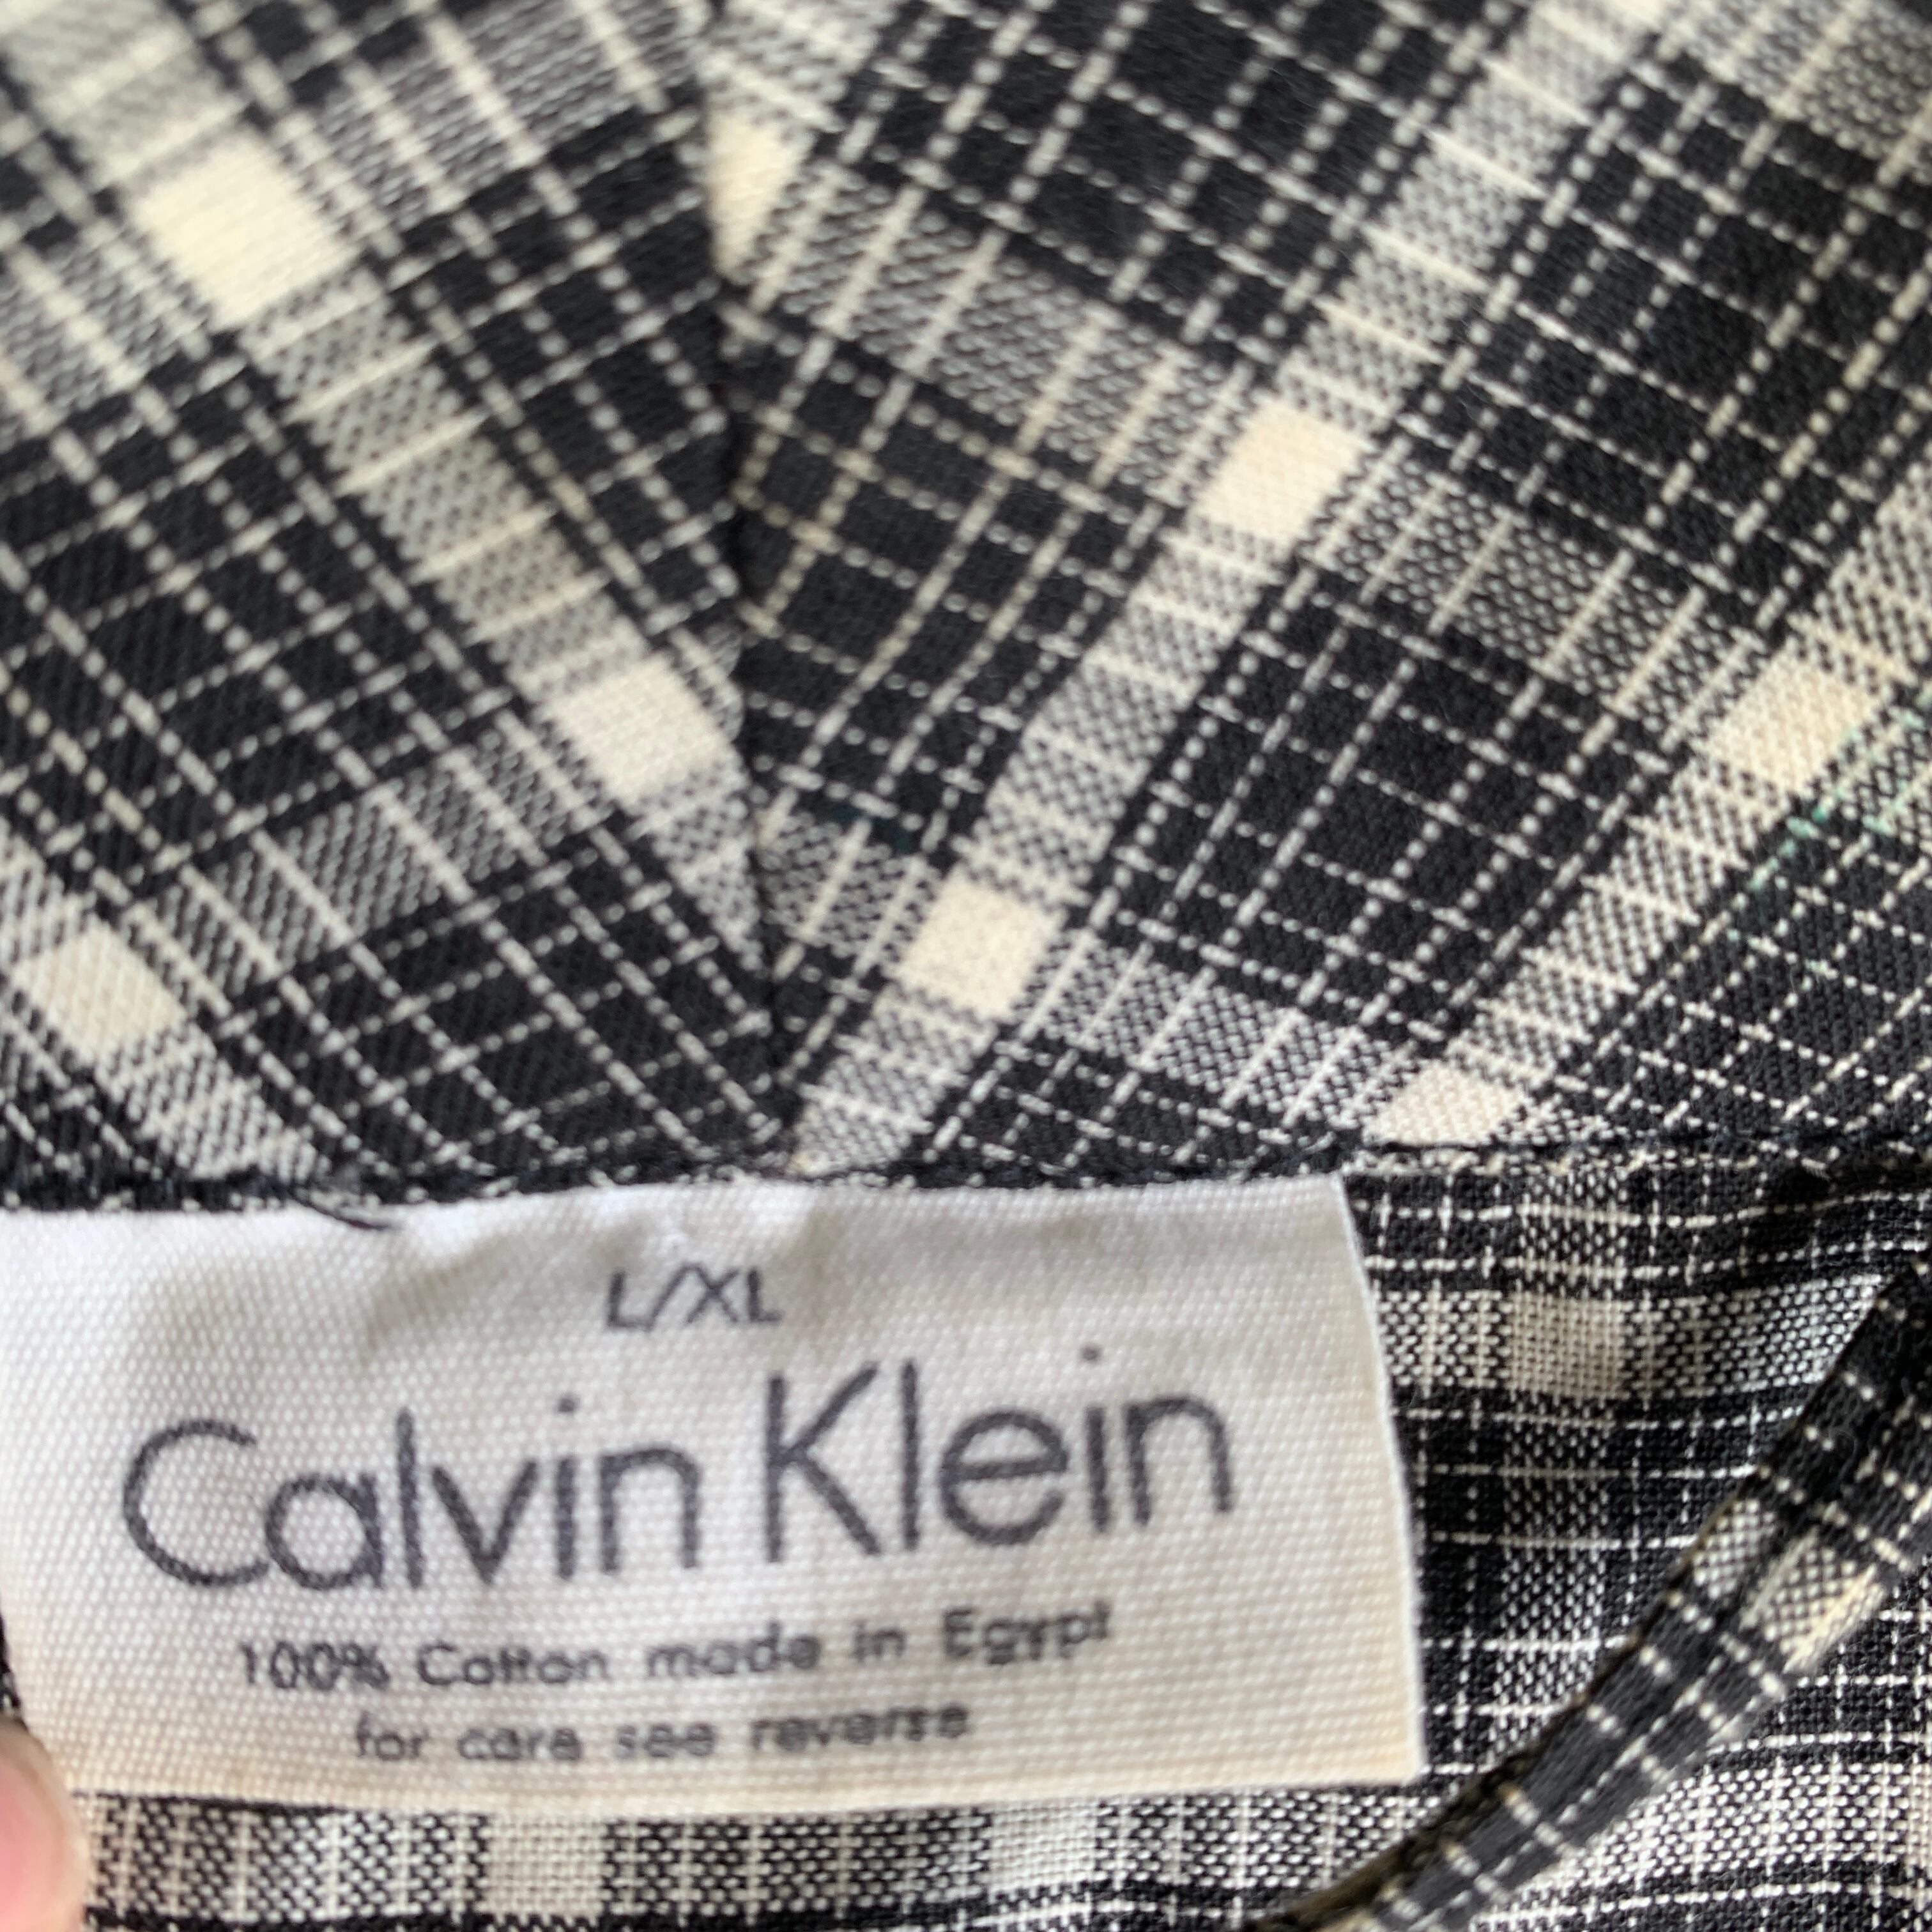 L/XL
Calvin Klein
100% Cotton made in Egypt
for care see reverse